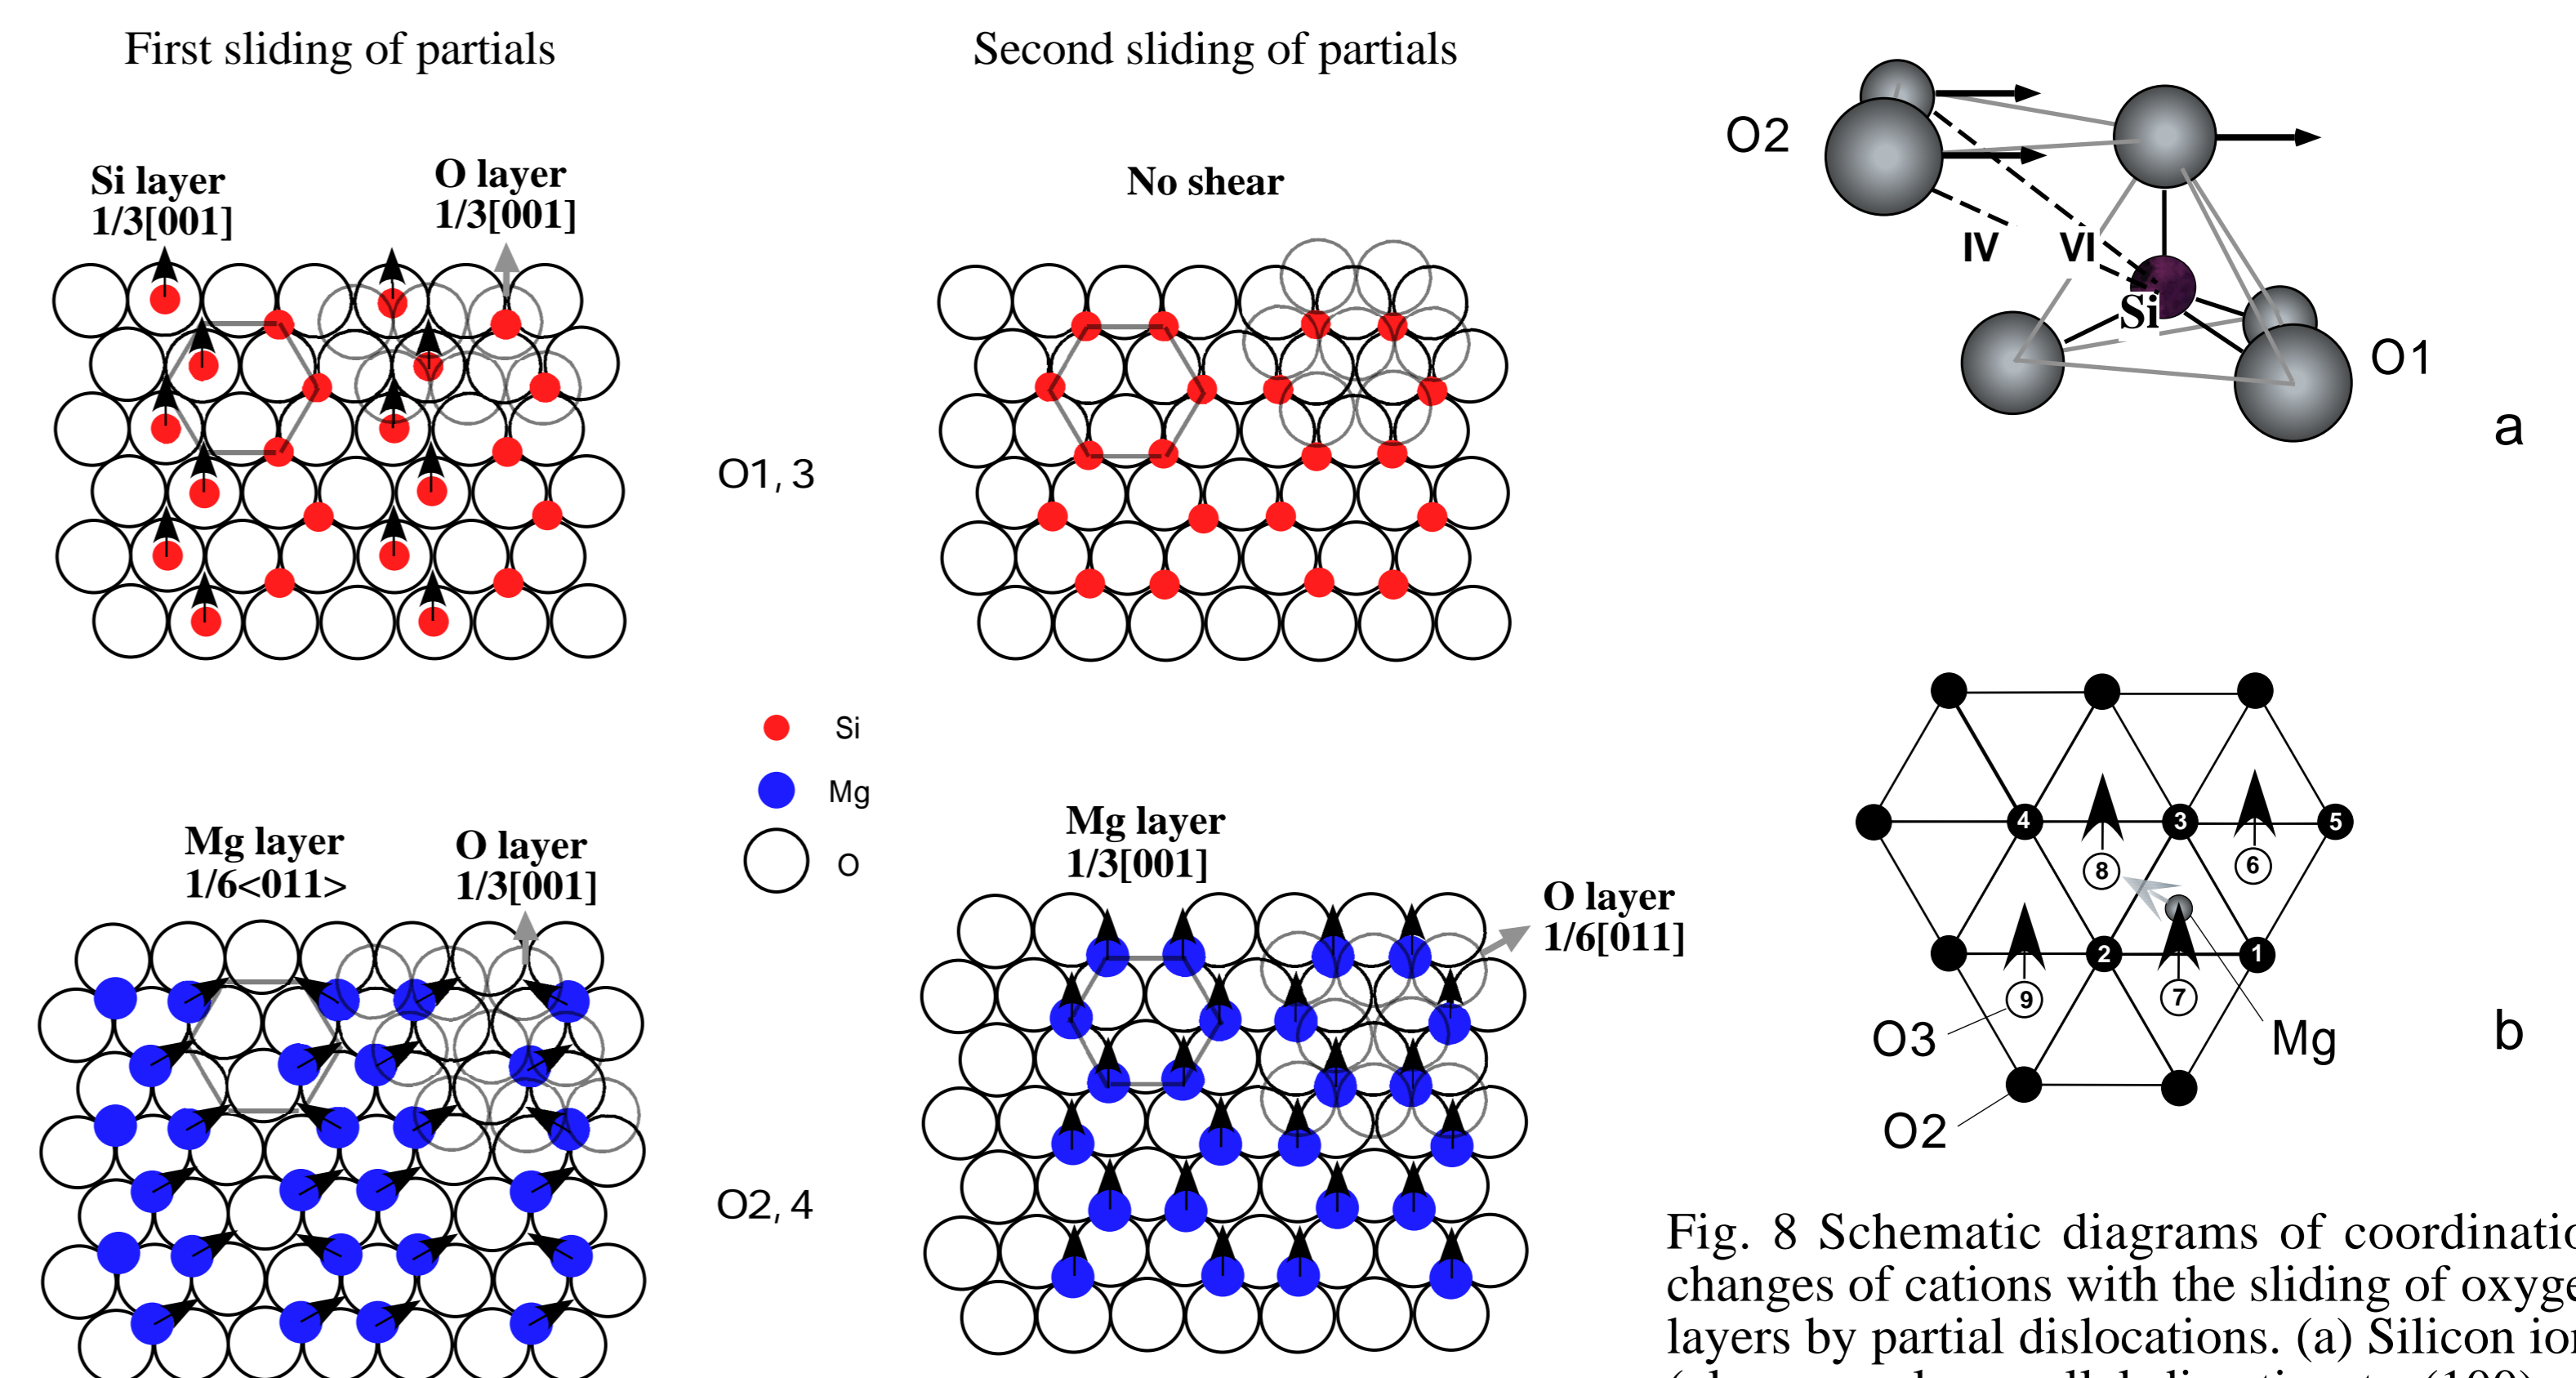 First sliding of partials
Second sliding of partials
Si layer
1/3[001]
O layer
1/3[001]
No shear
O1, 3
Si
Mg
O
Mg layer
1/6<011>
O layer
1/3[001]
Mg layer
1/3[001]
O layer
1/6[011]
O2, 4
O2
IV
VI
Si
O1
a
4
3
5
8
6
2
1
9
7
O3
Mg
b
O2
Fig. 8 Schematic diagrams of coordinatio
changes of cations with the sliding of oxyge
layers by partial dislocations. (a) Silicon ion